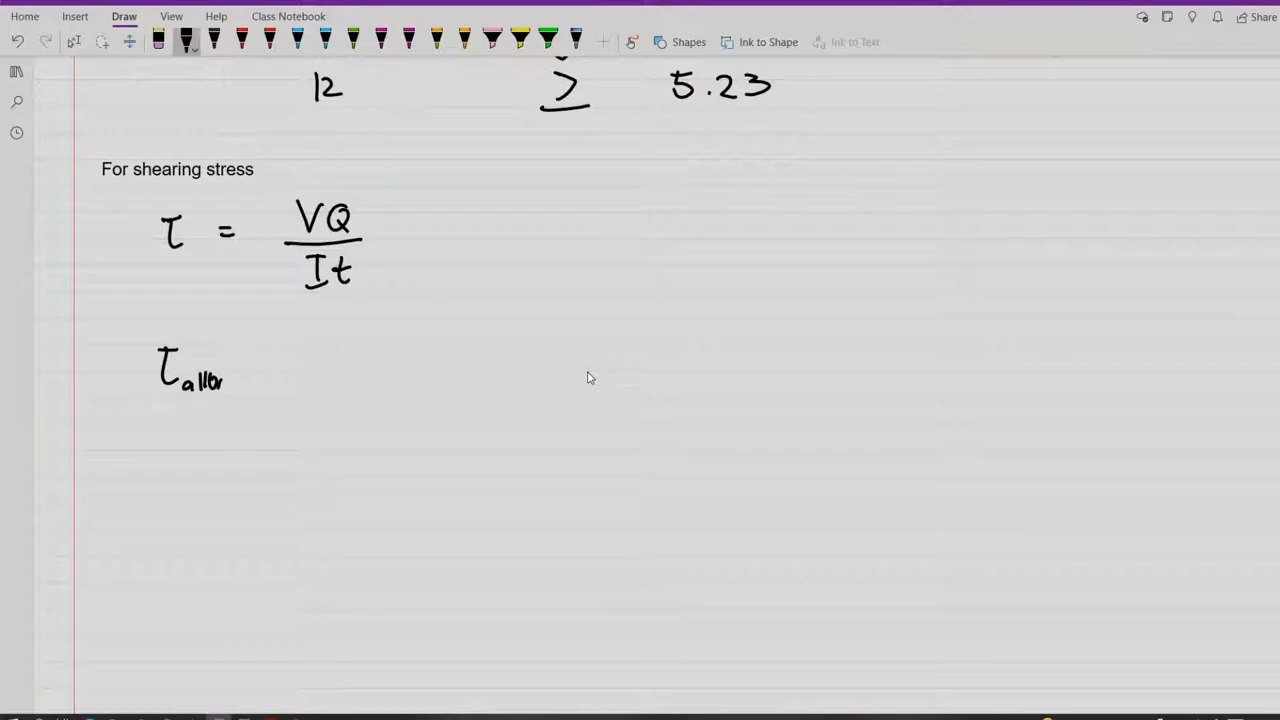 Home Insert Draw View Help Class Notebook Share
Shapes Ink to Shape Ink to Text
12 > 5.23
For shearing stress
τ = VQ
It
τ